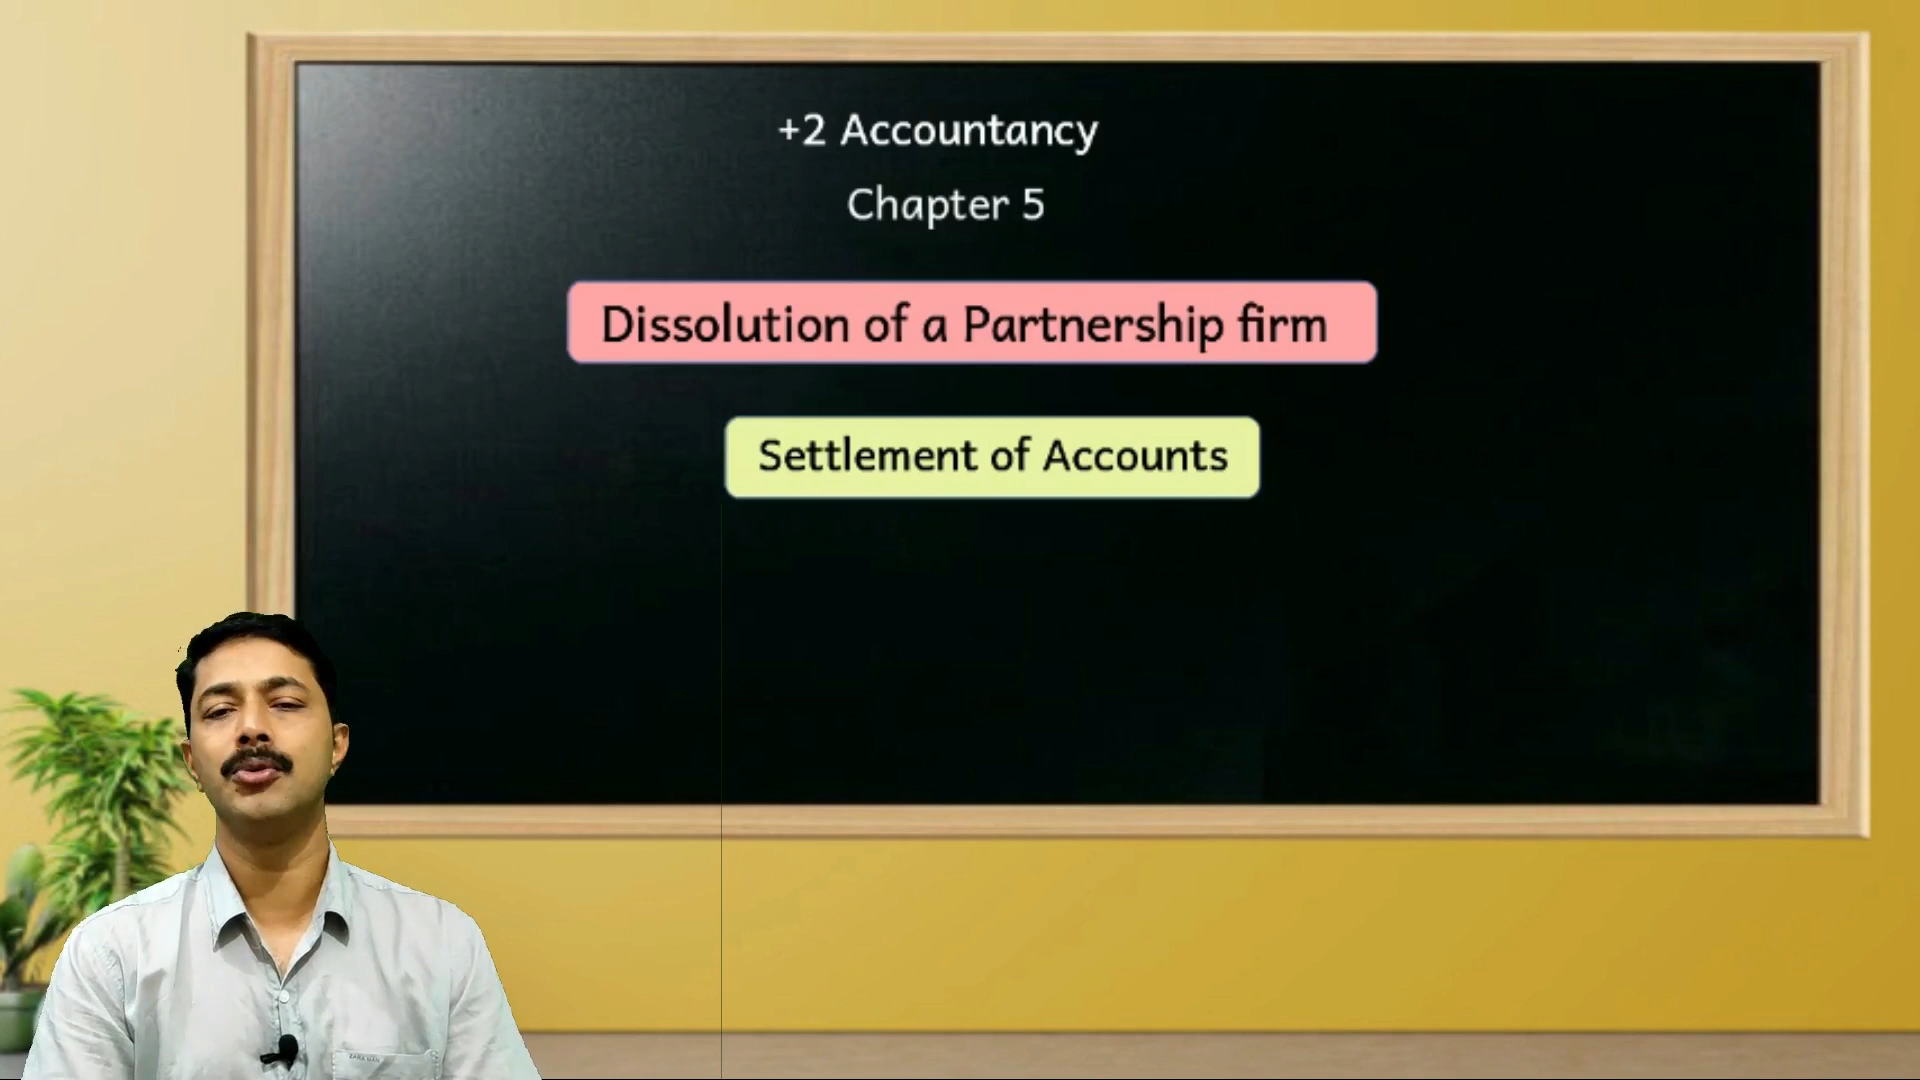 +2 Accountancy
Chapter 5
Dissolution of a Partnership firm
Settlement of Accounts